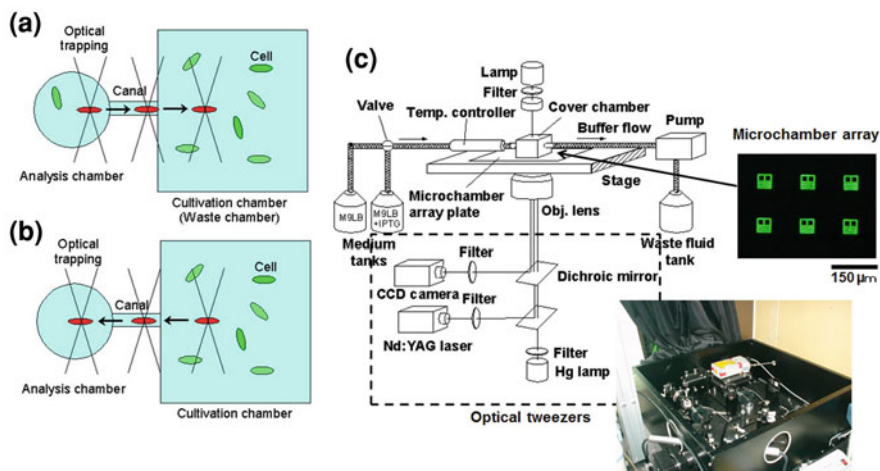 (a)
Optical
trapping
Canal
Cell
Analysis chamber
Cultivation chamber
(Waste chamber)
(b)
Optical
trapping
Canal
Cell
Analysis chamber
Cultivation chamber
(c)
Lamp
Filter
Cover chamber
Temp. controller
Valve
Buffer flow
Pump
Microchamber
array plate
Stage
Obj. lens
M9LB
M9LB
+IPTG
Medium
tanks
Waste fluid
tank
Filter
Dichroic mirror
CCD camera
Filter
Nd:YAG laser
Filter
Hg lamp
Optical tweezers
Microchamber array
150 μm